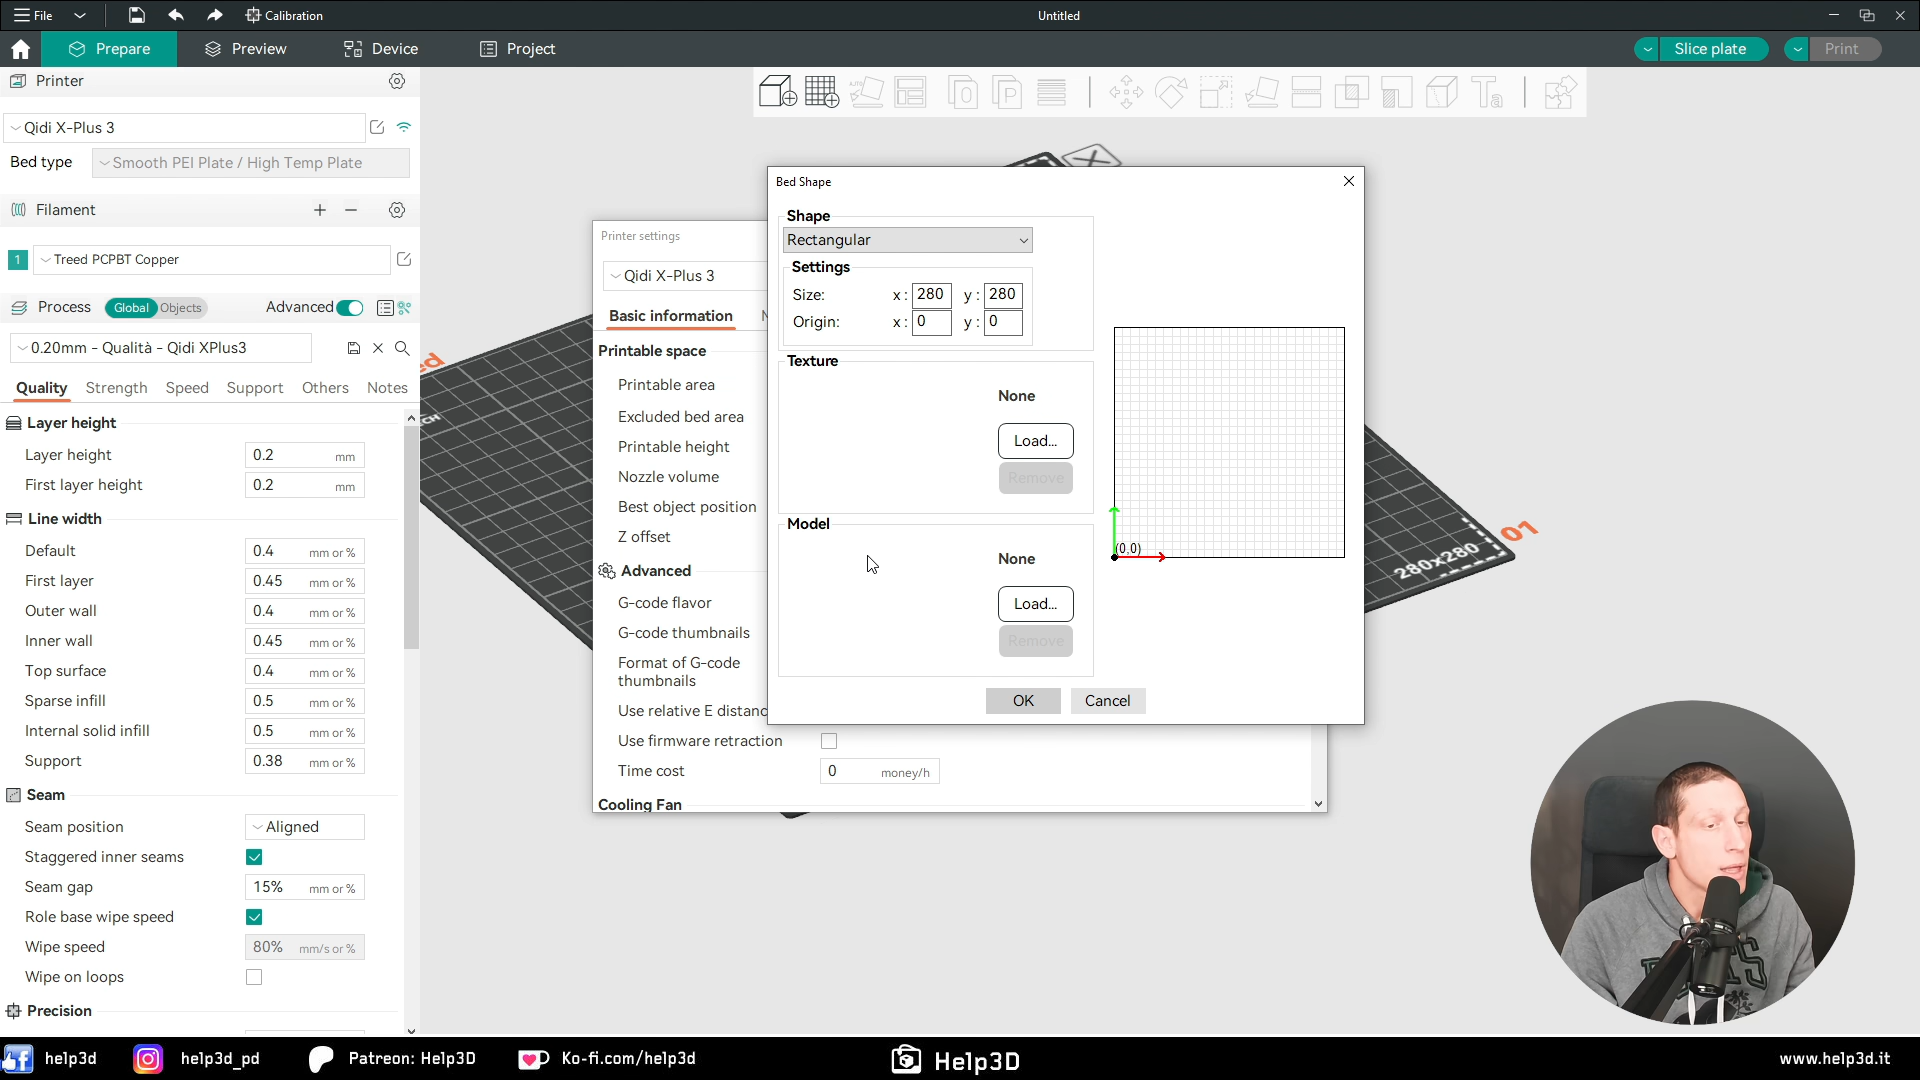 File
Calibration
Untitled
Prepare
Preview
Device
Project
Slice plate
Print
Printer
Qidi X-Plus 3
Bed type
Smooth PEI Plate / High Temp Plate
Filament
1
Treed PCPBT Copper
Process
Global
Objects
Advanced
0.20mm - Qualità - Qidi XPlus3
Quality
Strength
Speed
Support
Others
Notes
Layer height
Layer height 0.2 mm
First layer height 0.2 mm
Line width
Default 0.4 mm or %
First layer 0.45 mm or %
Outer wall 0.4 mm or %
Inner wall 0.45 mm or %
Top surface 0.4 mm or %
Sparse infill 0.5 mm or %
Internal solid infill 0.5 mm or %
Support 0.38 mm or %
Seam
Seam position Aligned
Staggered inner seams
Seam gap 15% mm or %
Role base wipe speed
Wipe speed 80% mm/s or %
Wipe on loops
Precision
Printer settings
Qidi X-Plus 3
Basic information
Printable space
Printable area
Excluded bed area
Printable height
Nozzle volume
Best object position
Z offset
Advanced
G-code flavor
G-code thumbnails
Format of G-code
thumbnails
Use relative E distanc
Use firmware retraction
Time cost 0 money/h
Cooling Fan
Bed Shape
Shape
Rectangular
Settings
Size: x: 280 y: 280
Origin: x: 0 y: 0
Texture
None
Load...
Remove
Model
None
Load...
Remove
(0,0)
OK
Cancel
280x280
01
help3d
help3d_pd
Patreon: Help3D
Ko-fi.com/help3d
Help3D
www.help3d.it